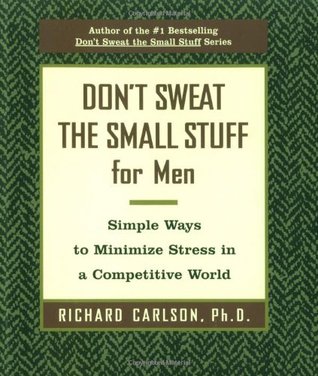 Author of the #1 Bestselling
Don't Sweat the Small Stuff Series
DON'T SWEAT
THE SMALL STUFF
for Men
Simple Ways
to Minimize Stress in
a Competitive World
RICHARD CARLSON, Ph.D.